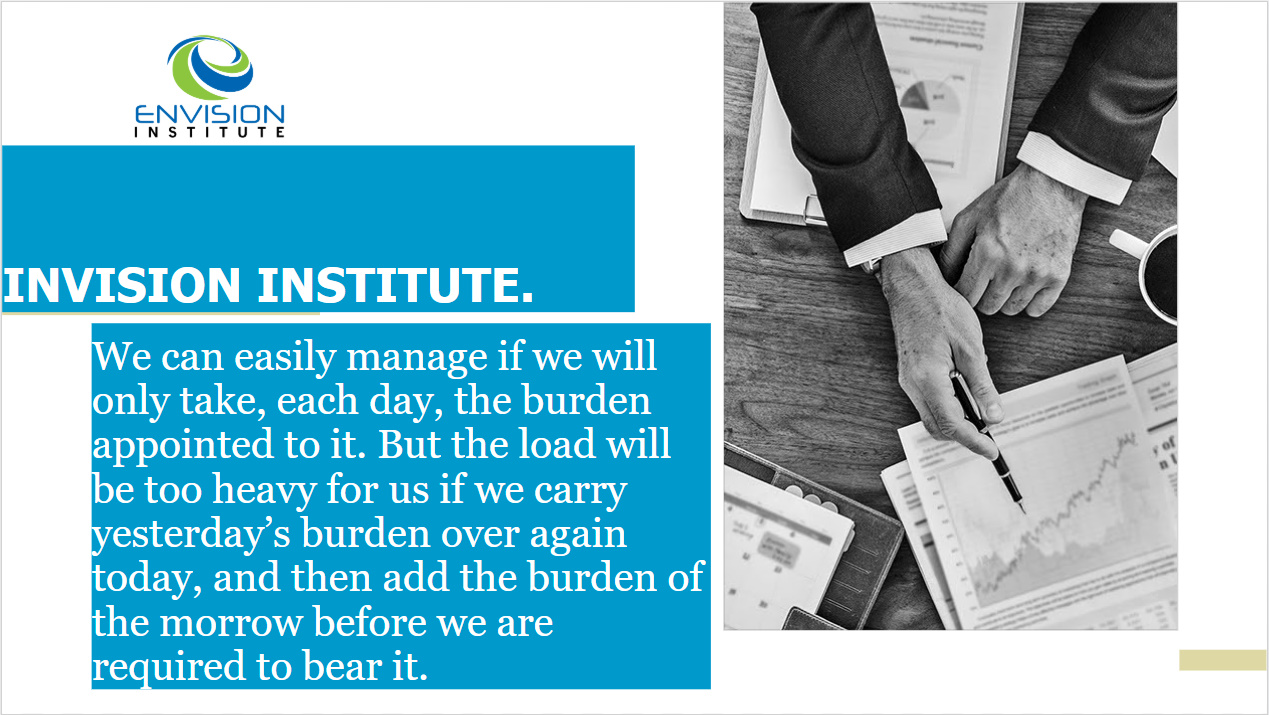 ENVISION
INSTITUTE
INVISION INSTITUTE.
We can easily manage if we will
only take, each day, the burden
appointed to it. But the load will
be too heavy for us if we carry
yesterday’s burden over again
today, and then add the burden of
the morrow before we are
required to bear it.